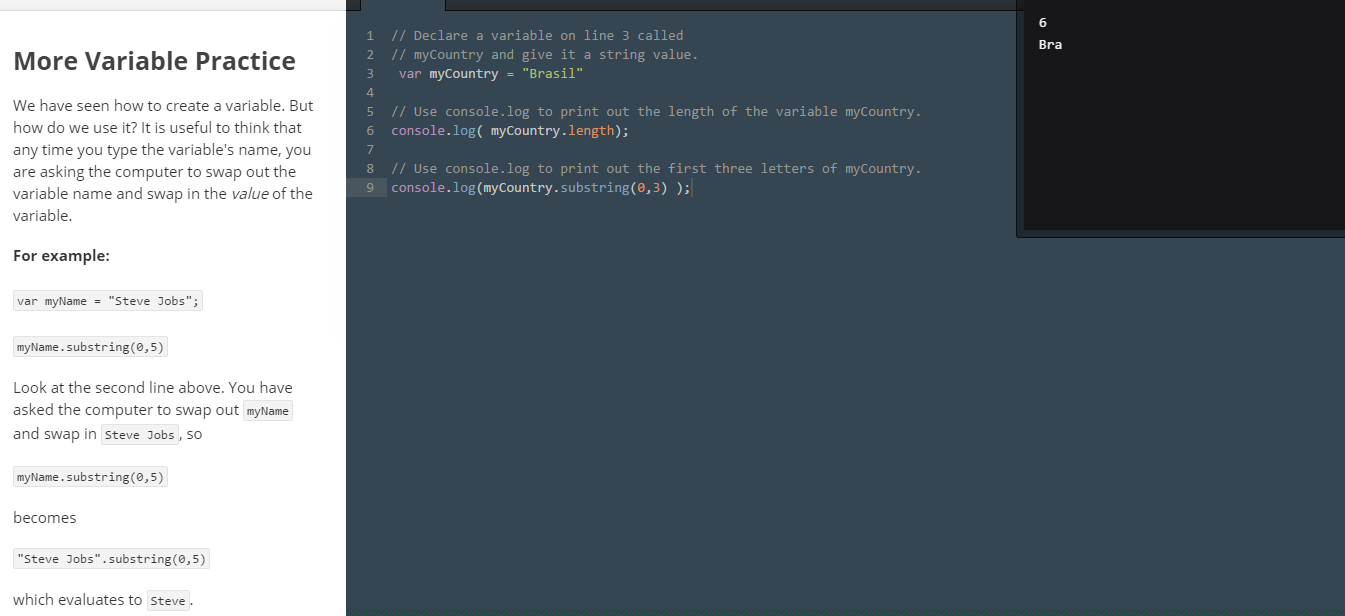 More Variable Practice
We have seen how to create a variable. But
how do we use it? It is useful to think that
any time you type the variable's name, you
are asking the computer to swap out the
variable name and swap in the value of the
variable.
For example:
var myName = "Steve Jobs";
myName.substring(0,5)
Look at the second line above. You have
asked the computer to swap out myName
and swap in Steve Jobs, so
myName.substring(0,5)
becomes
"Steve Jobs".substring(0,5)
which evaluates to Steve.
1 // Declare a variable on line 3 called
2 // myCountry and give it a string value.
3 var myCountry = "Brasil"
4
5 // Use console.log to print out the length of the variable myCountry.
6 console.log( myCountry.length);
7
8 // Use console.log to print out the first three letters of myCountry.
9 console.log(myCountry.substring(0,3) );
6
Bra